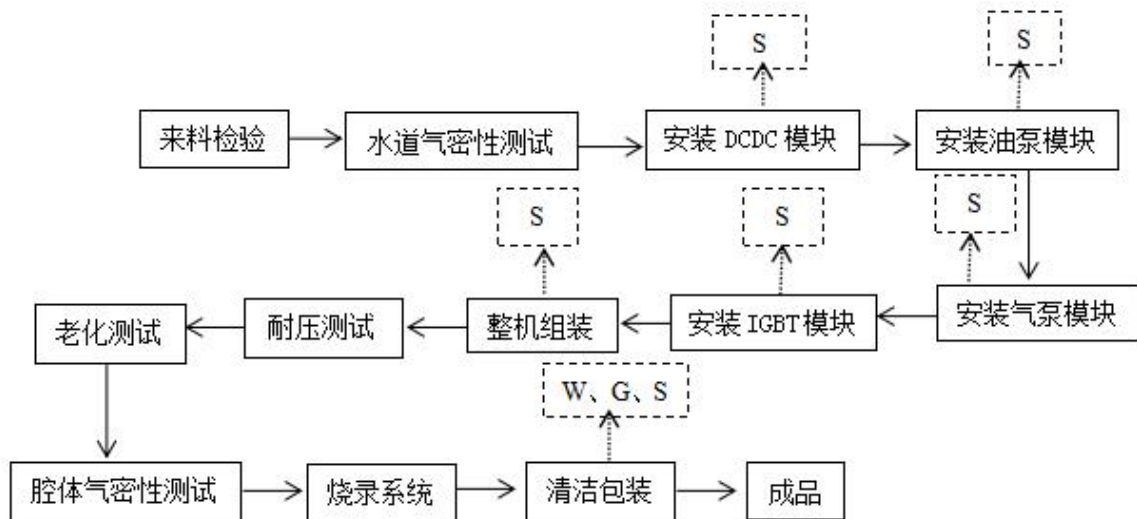 S
S
来料检验
水道气密性测试
安装 DCDC 模块
安装油泵模块
S
S
S
老化测试
耐压测试
整机组装
安装 IGBT 模块
安装气泵模块
W、G、S
腔体气密性测试
烧录系统
清洁包装
成品